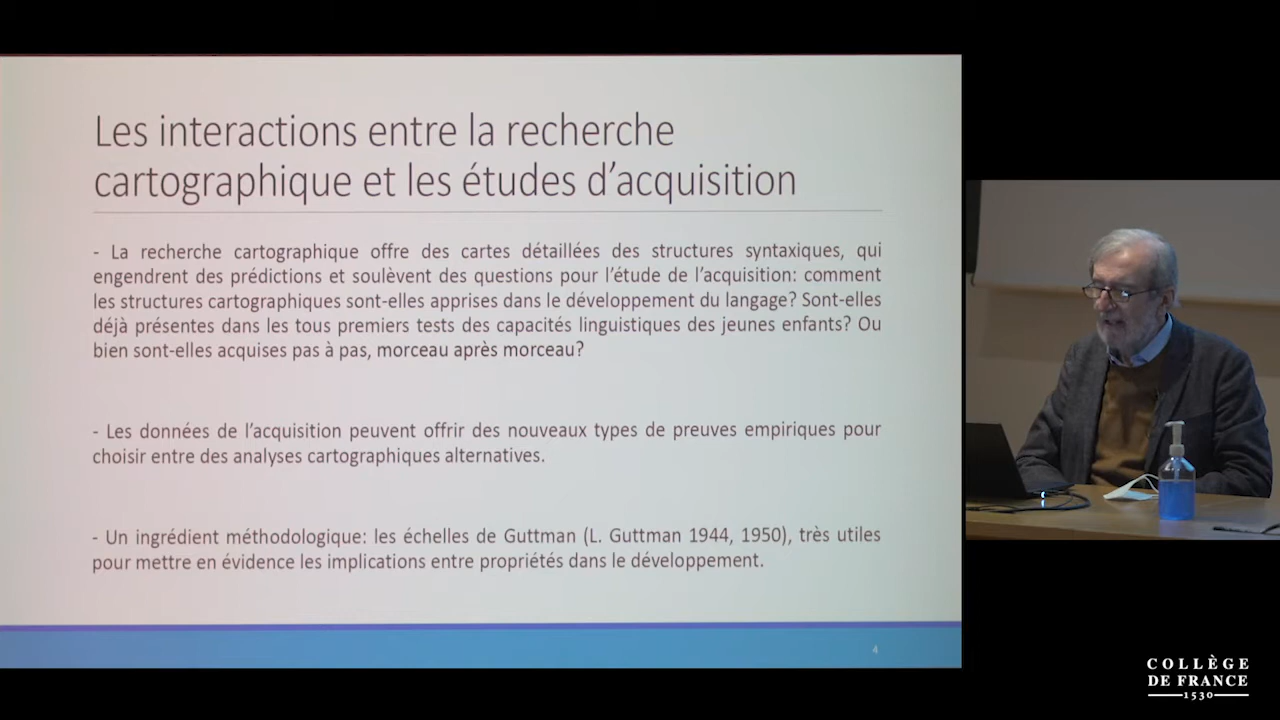 Les interactions entre la recherche
cartographique et les études d’acquisition
- La recherche cartographique offre des cartes détaillées des structures syntaxiques, qui
engendrent des prédictions et soulèvent des questions pour l’étude de l’acquisition: comment
les structures cartographiques sont-elles apprises dans le développement du langage? Sont-elles
déjà présentes dans les tous premiers tests des capacités linguistiques des jeunes enfants? Ou
bien sont-elles acquises pas à pas, morceau après morceau?
- Les données de l’acquisition peuvent offrir des nouveaux types de preuves empiriques pour
choisir entre des analyses cartographiques alternatives.
- Un ingrédient méthodologique: les échelles de Guttman (L. Guttman 1944, 1950), très utiles
pour mettre en évidence les implications entre propriétés dans le développement.
4
COLLÈGE
DE FRANCE
1530